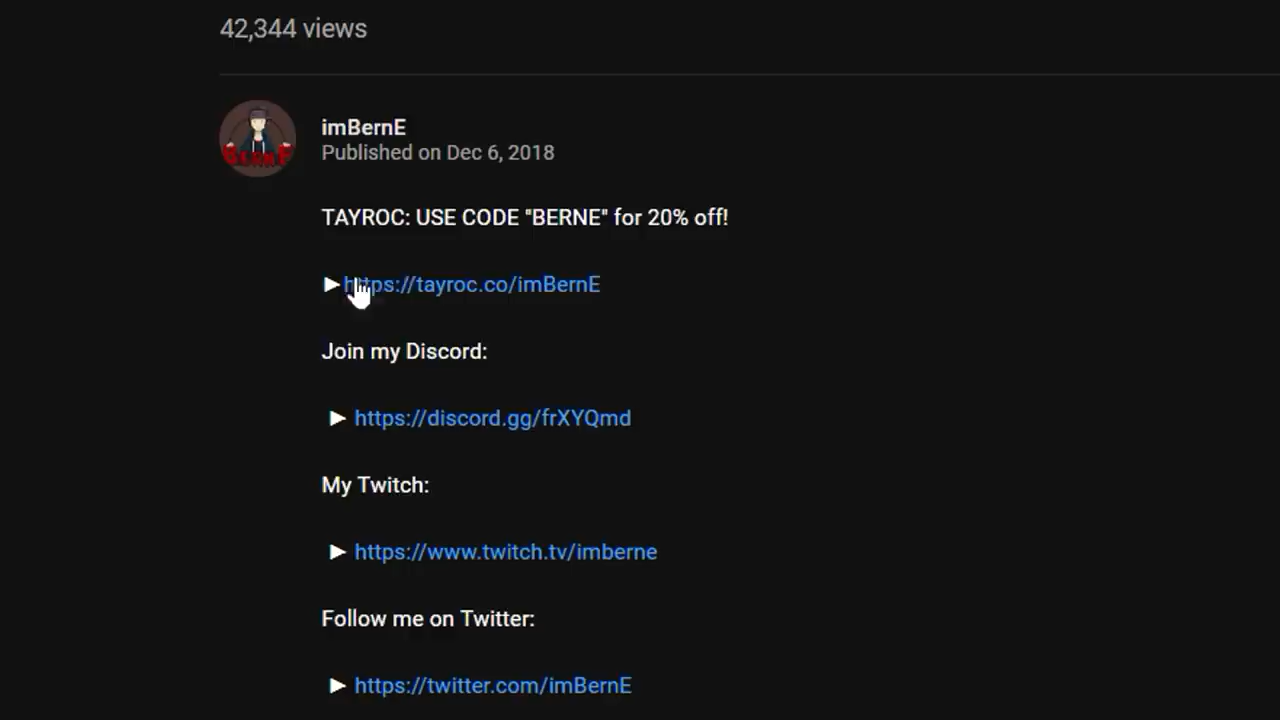 42,344 views
imBernE
Published on Dec 6, 2018
BERNE
TAYROC: USE CODE "BERNE" for 20% off!
►https://tayroc.co/imBernE
Join my Discord:
► https://discord.gg/frXYQmd
My Twitch:
► https://www.twitch.tv/imberne
Follow me on Twitter:
► https://twitter.com/imBernE